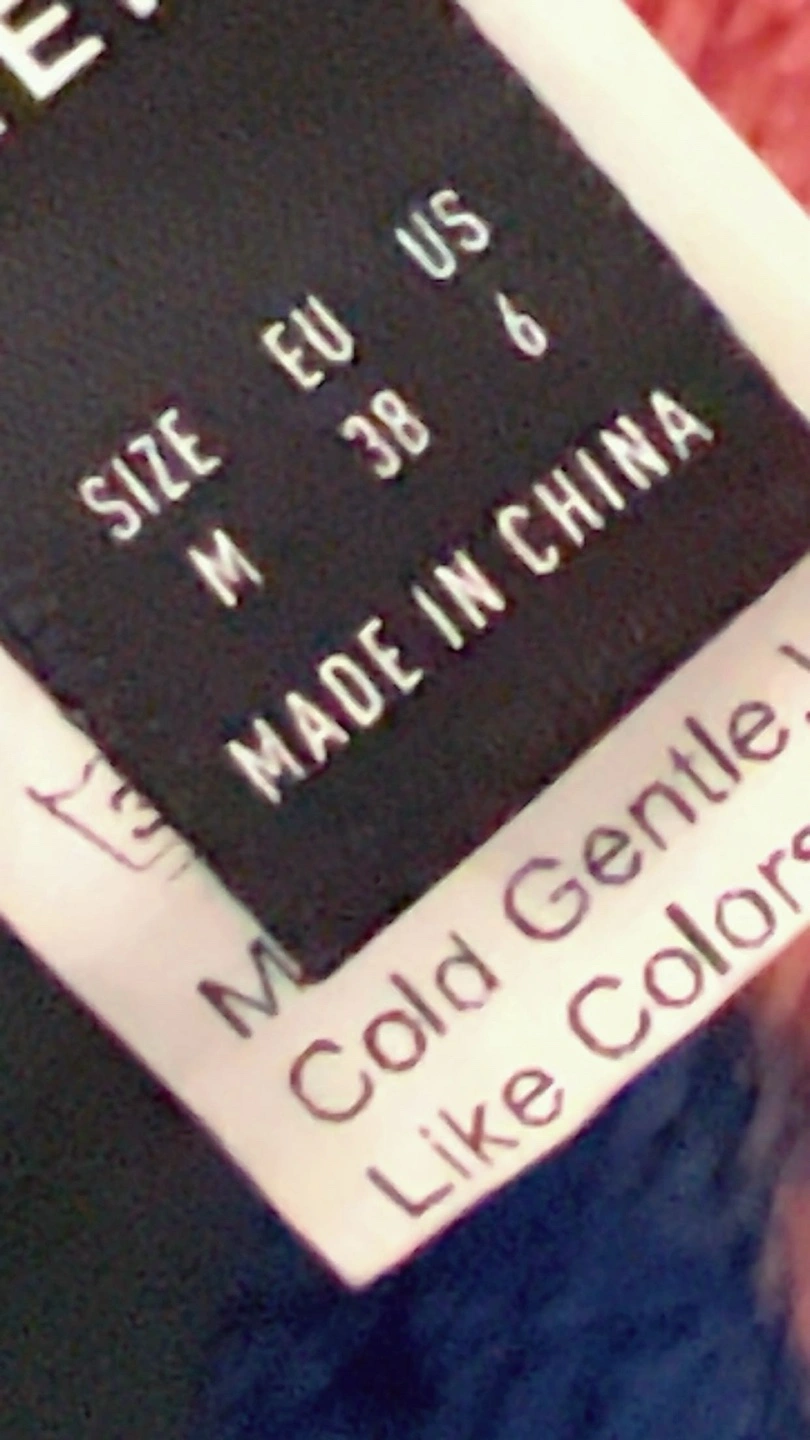 SIZE EU US
M 38 6
MADE IN CHINA
Cold Gentle,
Like Colors